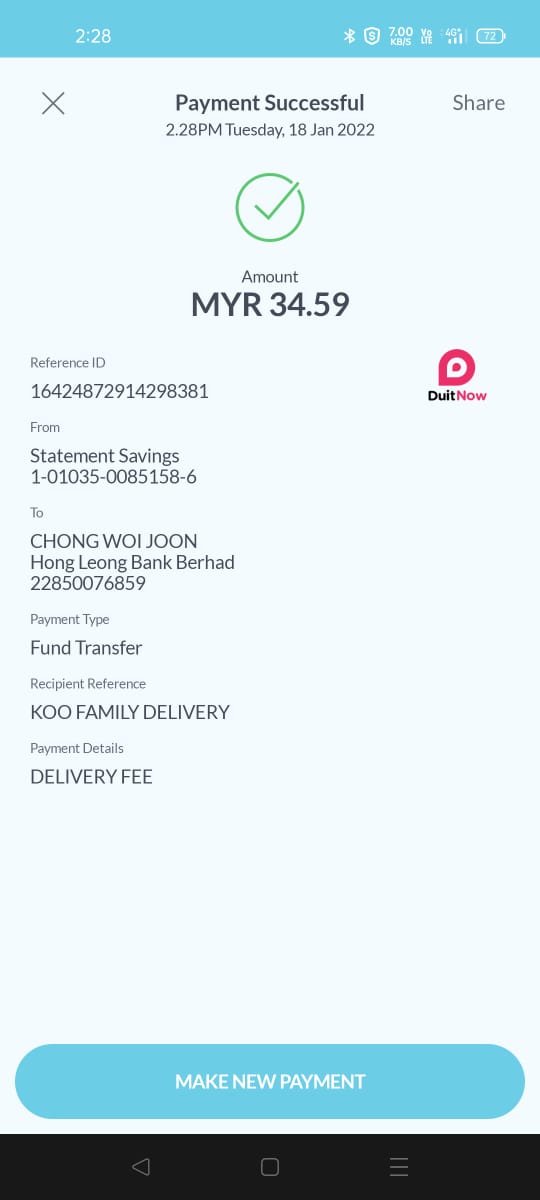 2:28
7.00
KB/S
Vo
LTE
4G+
72
Payment Successful
Share
2.28PM Tuesday, 18 Jan 2022
Amount
MYR 34.59
Reference ID
16424872914298381
DuitNow
From
Statement Savings
1-01035-0085158-6
To
CHONG WOI JOON
Hong Leong Bank Berhad
22850076859
Payment Type
Fund Transfer
Recipient Reference
KOO FAMILY DELIVERY
Payment Details
DELIVERY FEE
MAKE NEW PAYMENT